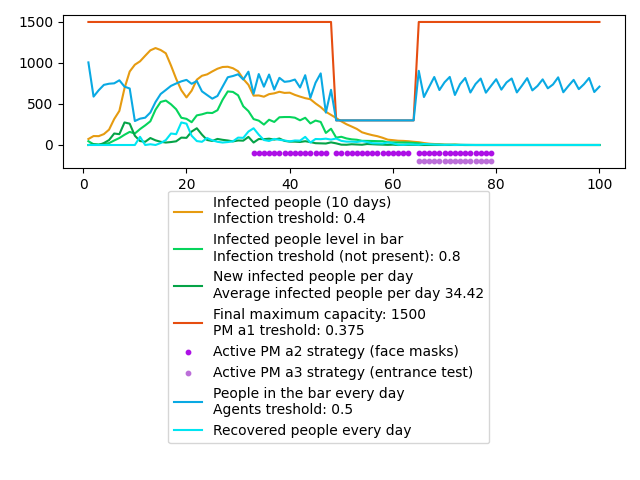 1500
1000
500
0
0 20 40 60 80 100
Infected people (10 days)
Infection treshold: 0.4
Infected people level in bar
Infection treshold (not present): 0.8
New infected people per day
Average infected people per day 34.42
Final maximum capacity: 1500
PM a1 treshold: 0.375
Active PM a2 strategy (face masks)
Active PM a3 strategy (entrance test)
People in the bar every day
Agents treshold: 0.5
Recovered people every day